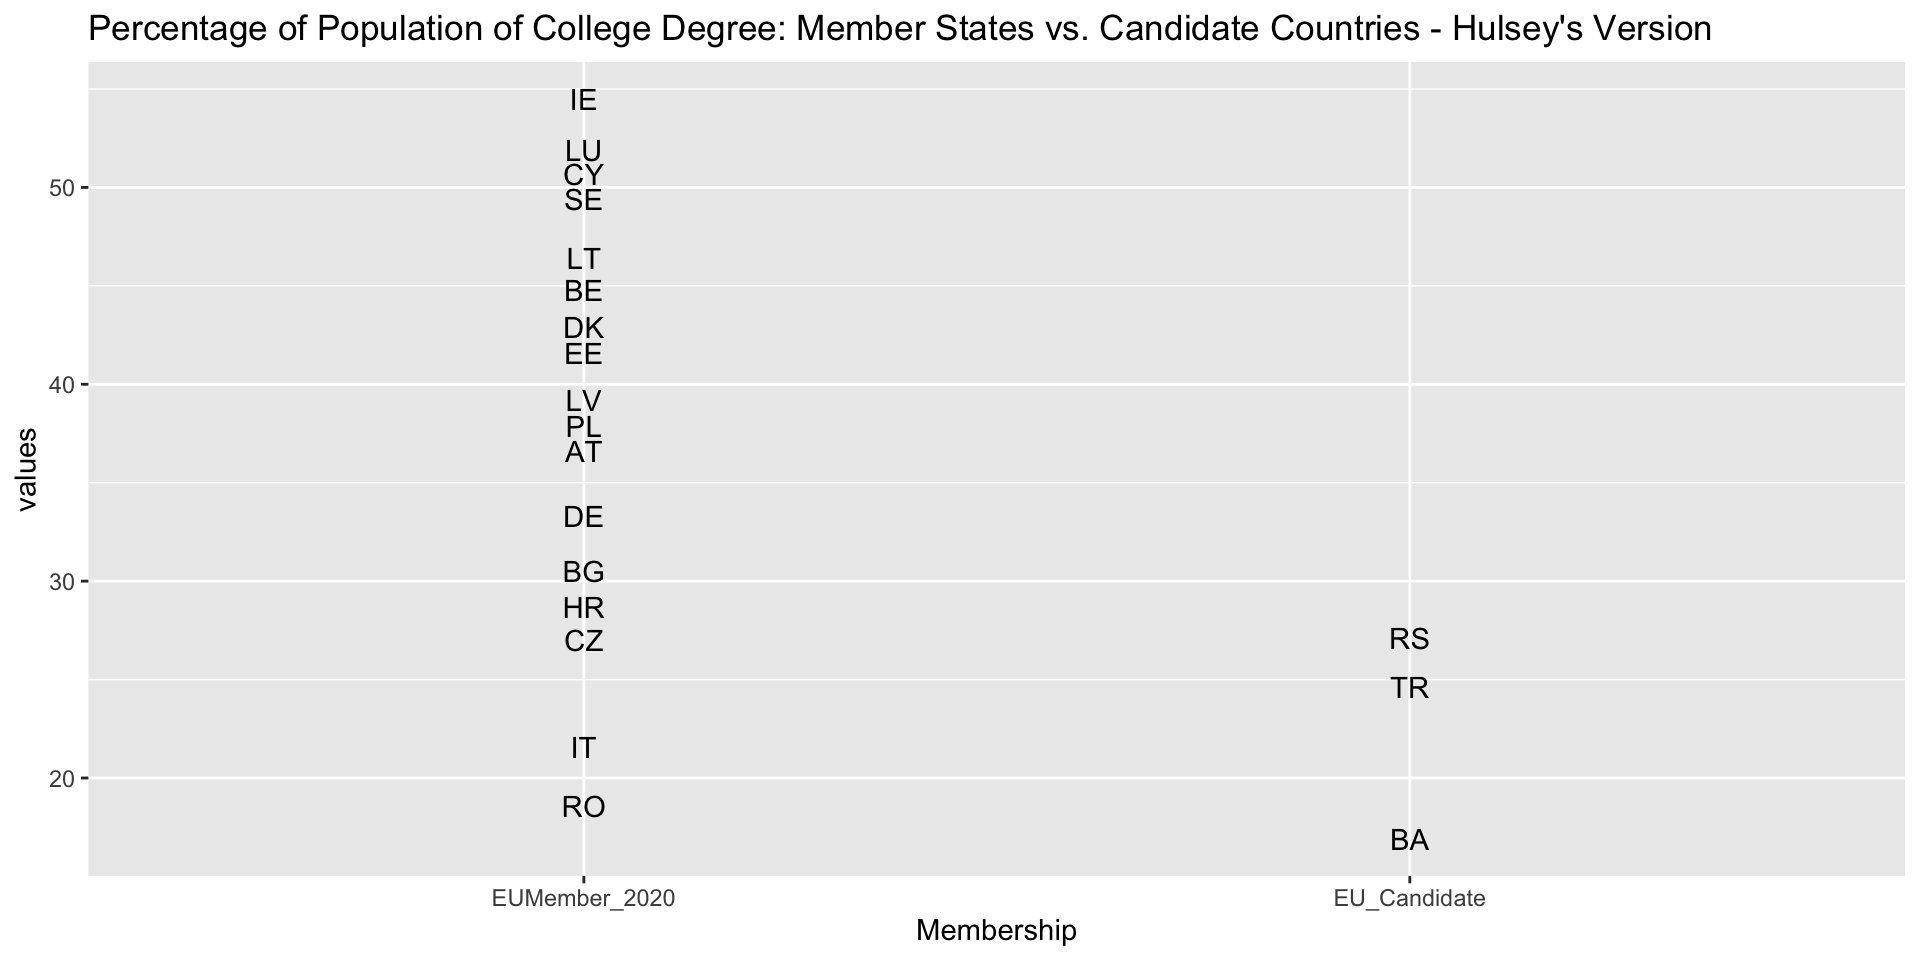 Percentage of Population of College Degree: Member States vs. Candidate Countries - Hulsey's Version
IE
LU
CY
50
SE
LT
BE
DK
EE
40
LV
PL
AT
values
DE
BG
30
HR
CZ
RS
TR
IT
20
RO
BA
EUMember_2020
EU_Candidate
Membership